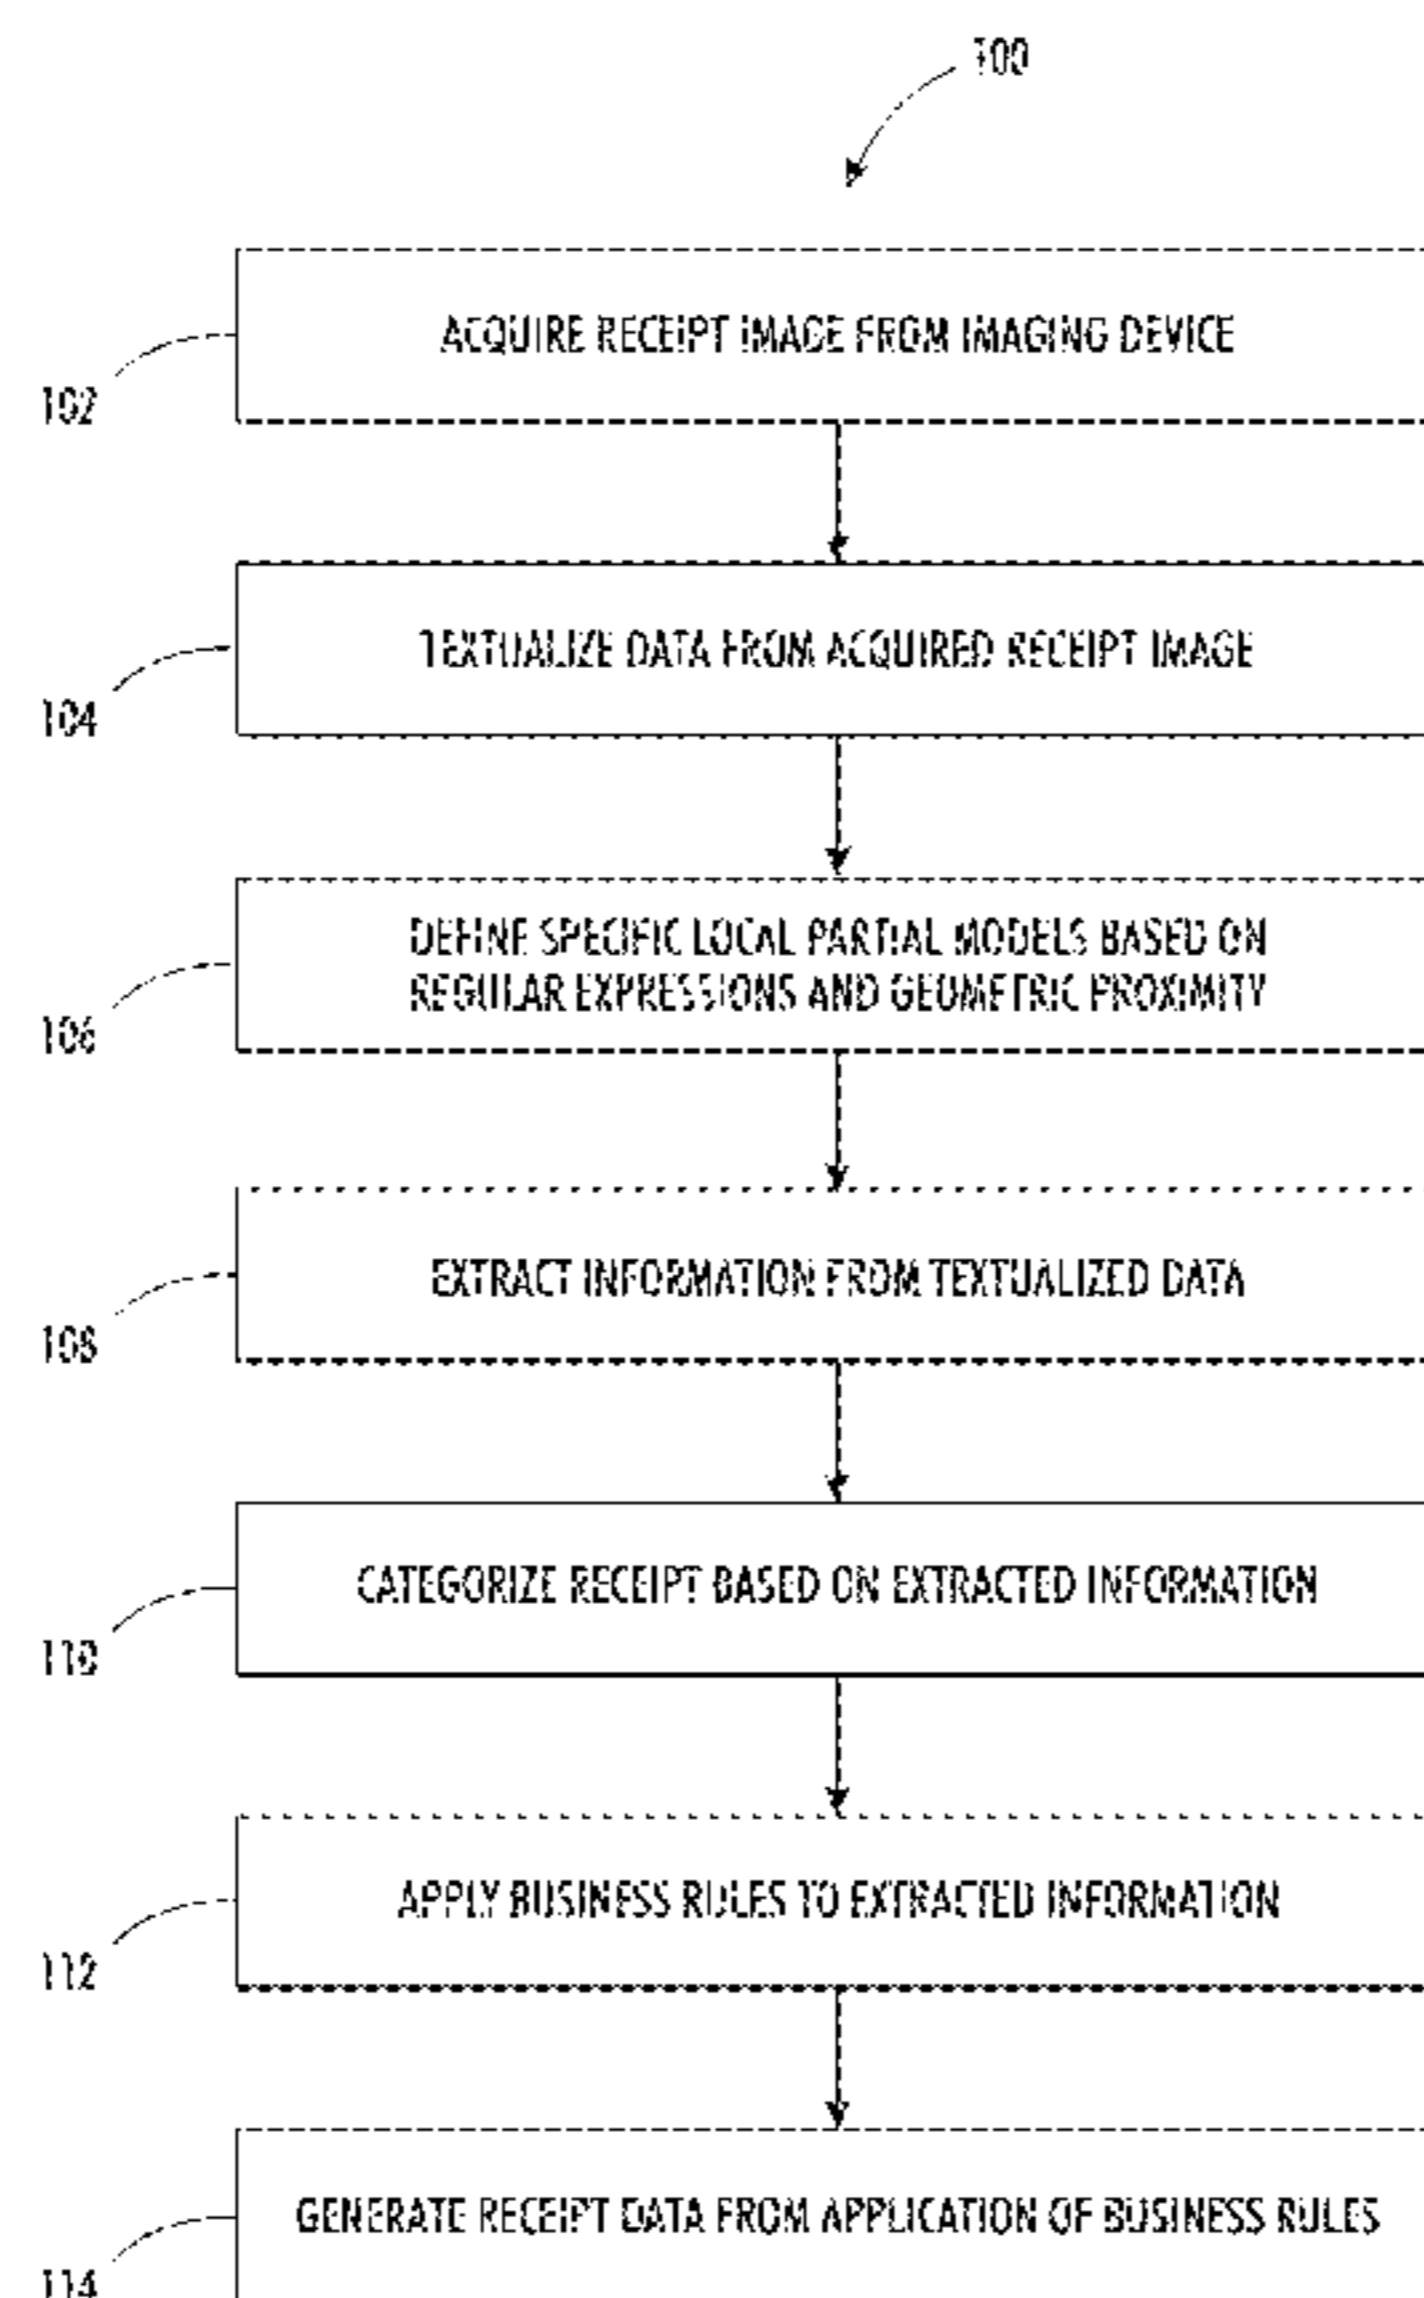 100
ACQUIRE RECEIPT IMAGE FROM IMAGING DEVICE
102
TEXTUALIZE DATA FROM ACQUIRED RECEIPT IMAGE
104
DEFINE SPECIFIC LOCAL PARTIAL MODELS BASED ON
REGULAR EXPRESSIONS AND GEOMETRIC PROXIMITY
106
EXTRACT INFORMATION FROM TEXTUALIZED DATA
108
CATEGORIZE RECEIPT BASED ON EXTRACTED INFORMATION
110
APPLY BUSINESS RULES TO EXTRACTED INFORMATION
112
GENERATE RECEIPT DATA FROM APPLICATION OF BUSINESS RULES
114